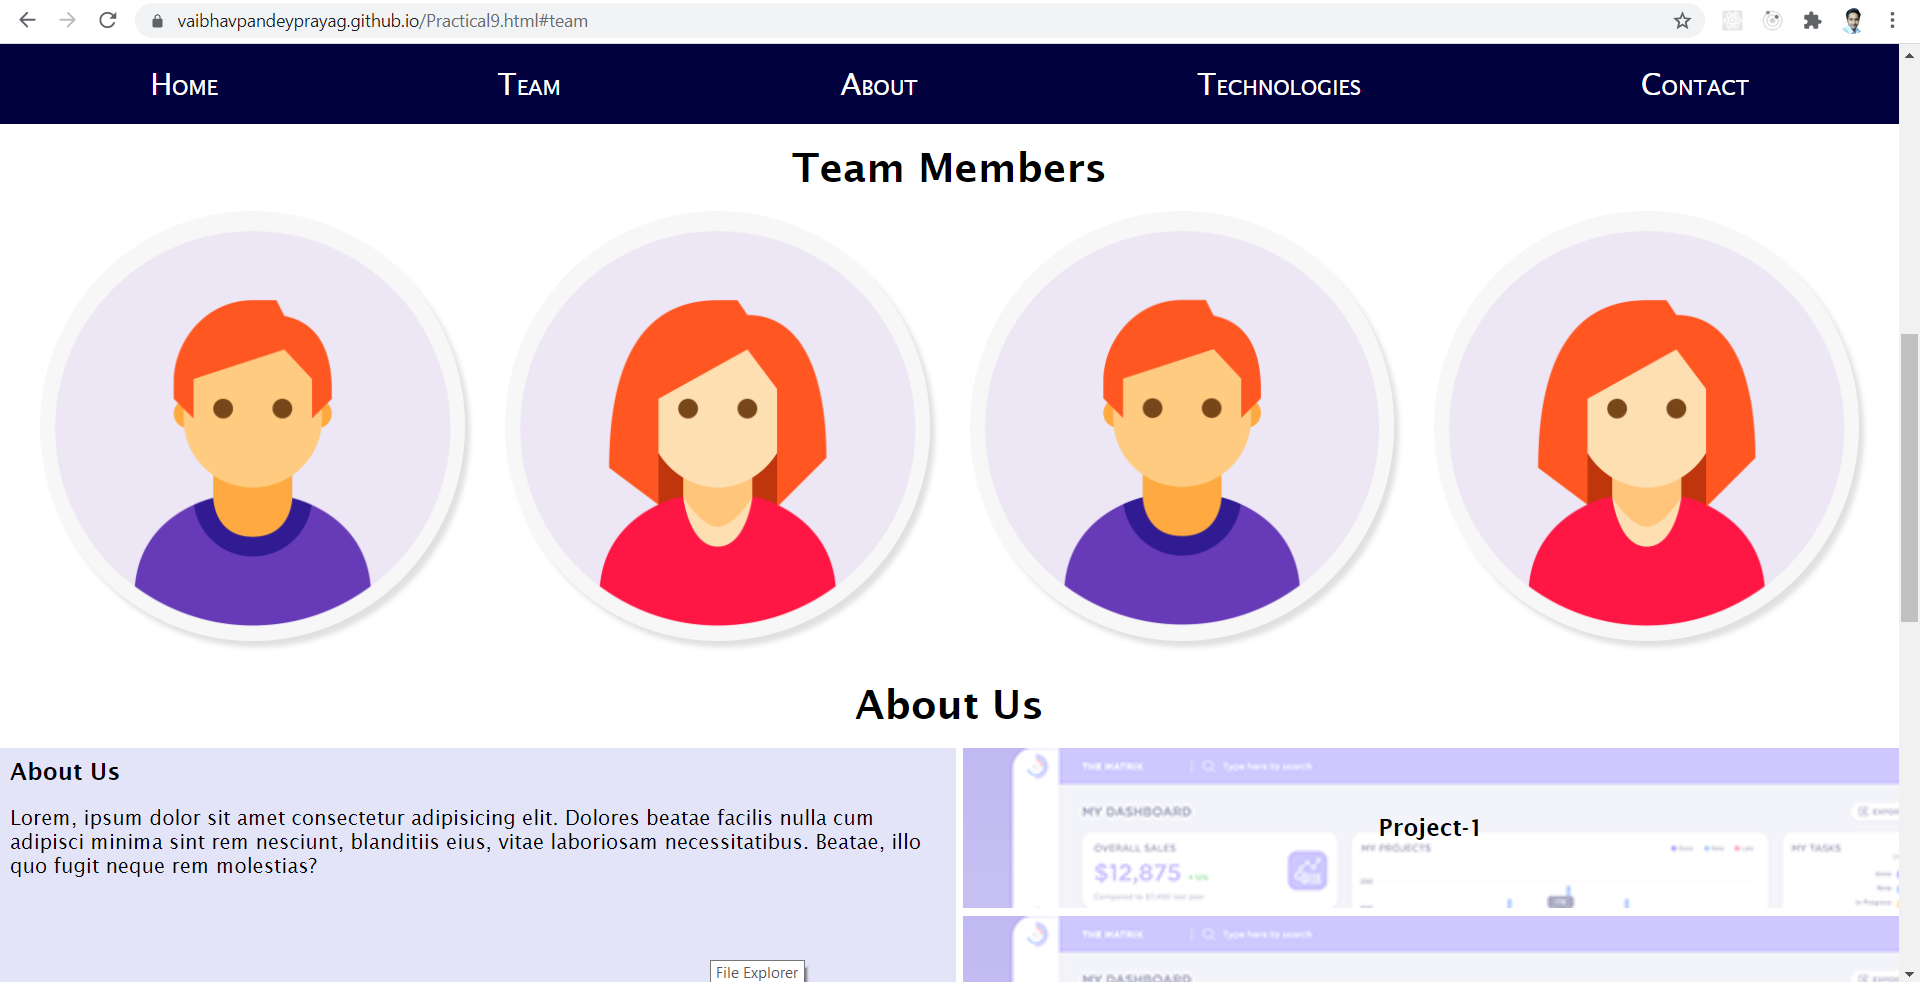 vaibhavpandeyprayag.github.io/Practical9.html#team
Home Team About Technologies Contact
Team Members
About Us
About Us
Lorem, ipsum dolor sit amet consectetur adipisicing elit. Dolores beatae facilis nulla cum
adipisci minima sint rem nesciunt, blanditiis eius, vitae laboriosam necessitatibus. Beatae, illo
quo fugit neque rem molestias?
THE MATRIX Type here to search
MY DASHBOARD
Project-1
OVERALL SALES
MY PROJECTS
MY TASKS
$12,875
THE MATRIX Type here to search
MY DASHBOARD
File Explorer